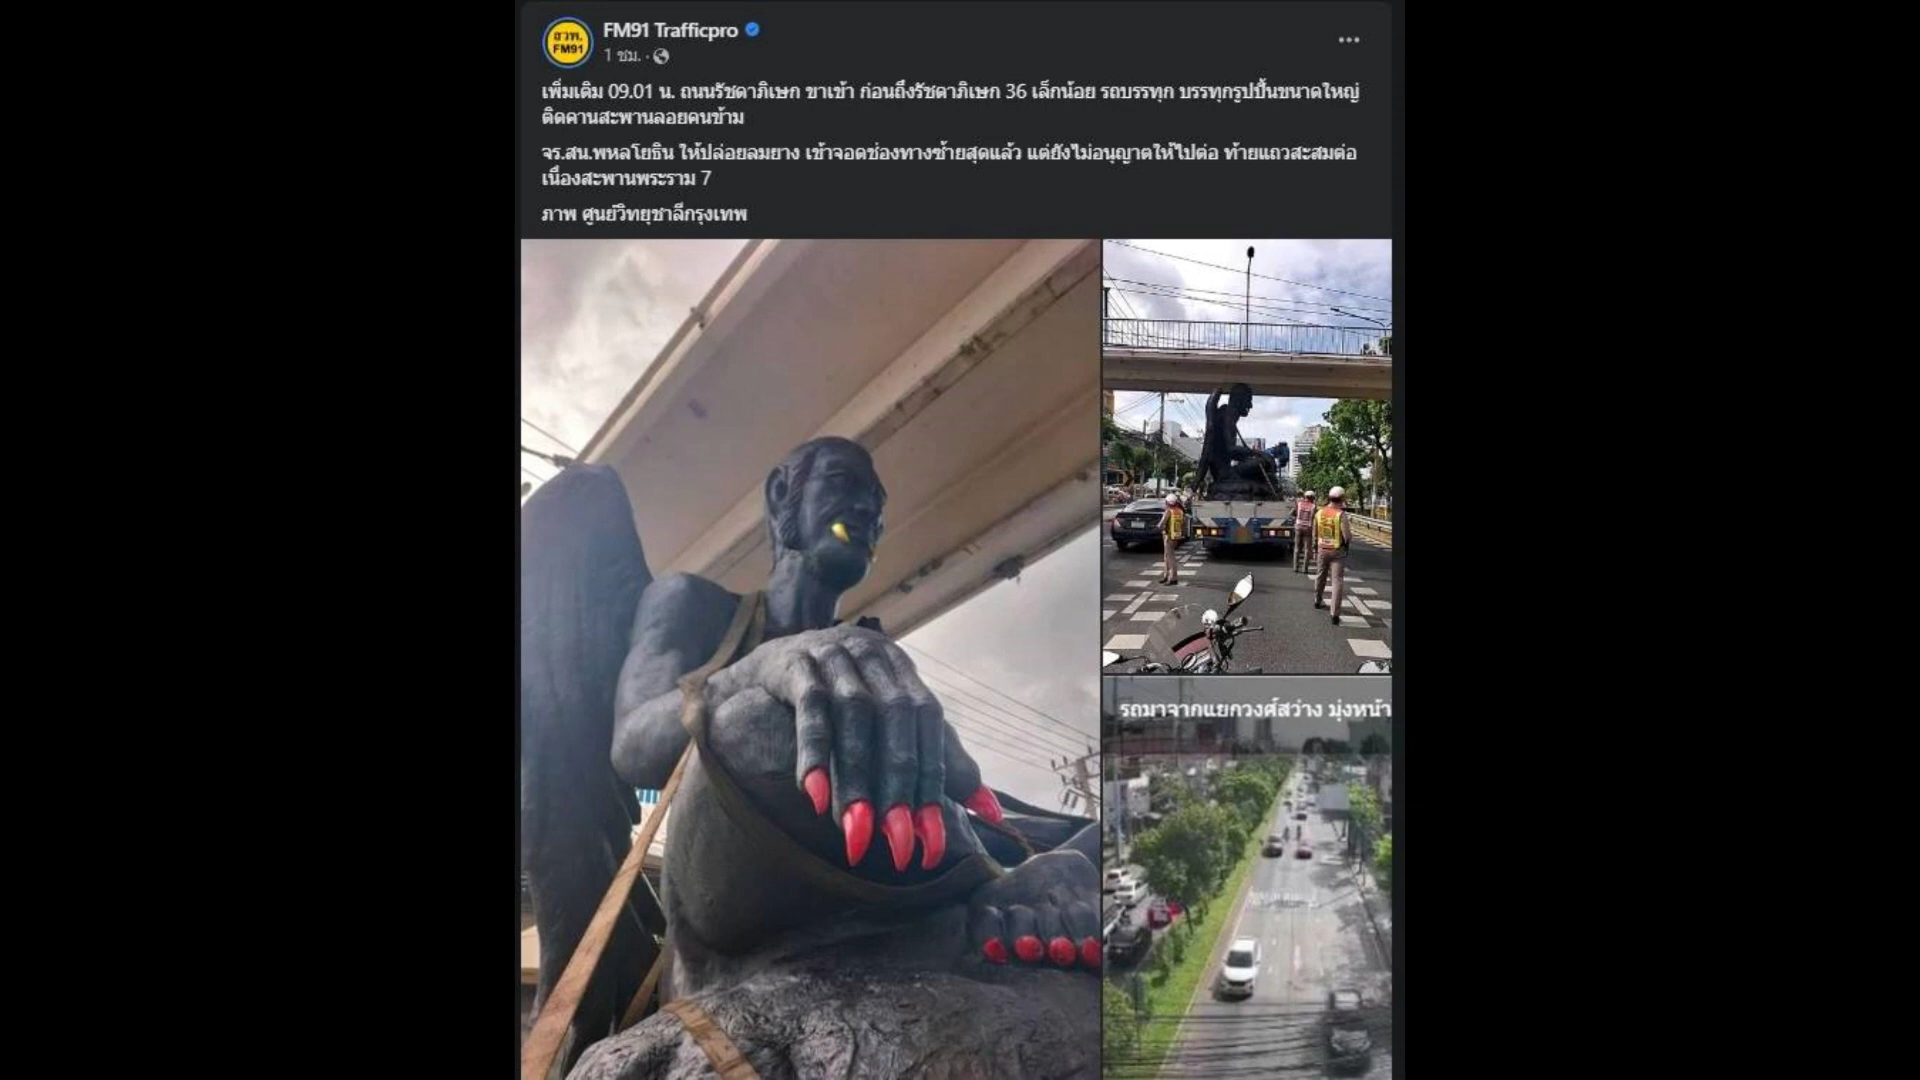 สวพ.
FM91
FM91 Trafficpro
1 ชม. ·
เพิ่มเติม 09.01 น. ถนนรัชดาภิเษก ขาเข้า ก่อนถึงรัชดาภิเษก 36 เล็กน้อย รถบรรทุก บรรทุกรูปปั้นขนาดใหญ่
ติดคานสะพานลอยคนข้าม
จร.สน.พหลโยธิน ให้ปล่อยลมยาง เข้าจอดช่องทางซ้ายสุดแล้ว แต่ยังไม่อนุญาตให้ไปต่อ ท้ายแถวสะสมต่อ
เนื่องสะพานพระราม 7
ภาพ ศูนย์วิทยุชาลีกรุงเทพ
รถมาจากแยกวงศ์สว่าง มุ่งหน้า